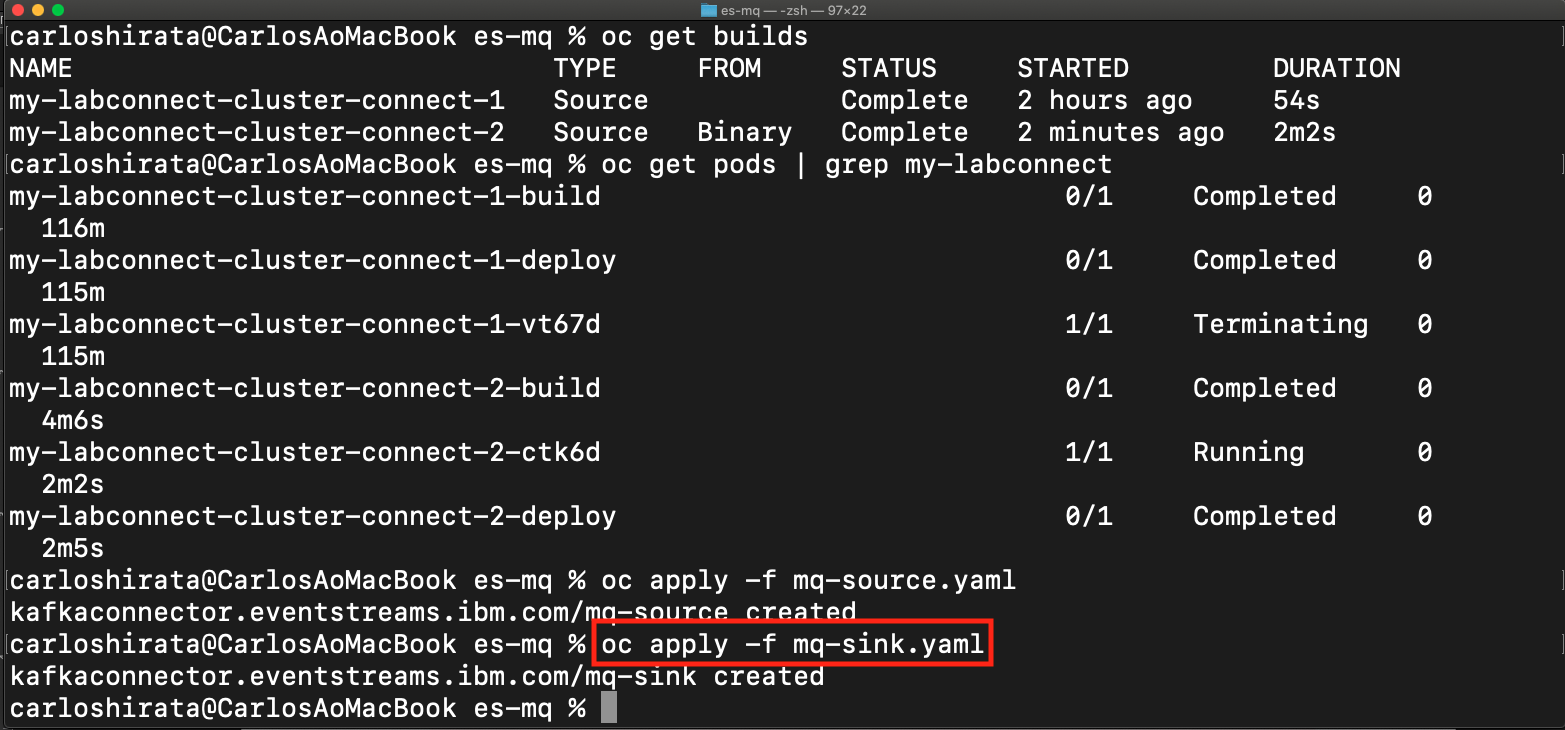 es-mq — -zsh — 97×22
carloshirata@CarlosAoMacBook es-mq % oc get builds
NAME TYPE FROM STATUS STARTED DURATION
my-labconnect-cluster-connect-1 Source Complete 2 hours ago 54s
my-labconnect-cluster-connect-2 Source Binary Complete 2 minutes ago 2m2s
carloshirata@CarlosAoMacBook es-mq % oc get pods | grep my-labconnect
my-labconnect-cluster-connect-1-build 0/1 Completed 0
116m
my-labconnect-cluster-connect-1-deploy 0/1 Completed 0
115m
my-labconnect-cluster-connect-1-vt67d 1/1 Terminating 0
115m
my-labconnect-cluster-connect-2-build 0/1 Completed 0
4m6s
my-labconnect-cluster-connect-2-ctk6d 1/1 Running 0
2m2s
my-labconnect-cluster-connect-2-deploy 0/1 Completed 0
2m5s
carloshirata@CarlosAoMacBook es-mq % oc apply -f mq-source.yaml
kafkaconnector.eventstreams.ibm.com/mq-source created
carloshirata@CarlosAoMacBook es-mq % oc apply -f mq-sink.yaml
kafkaconnector.eventstreams.ibm.com/mq-sink created
carloshirata@CarlosAoMacBook es-mq %